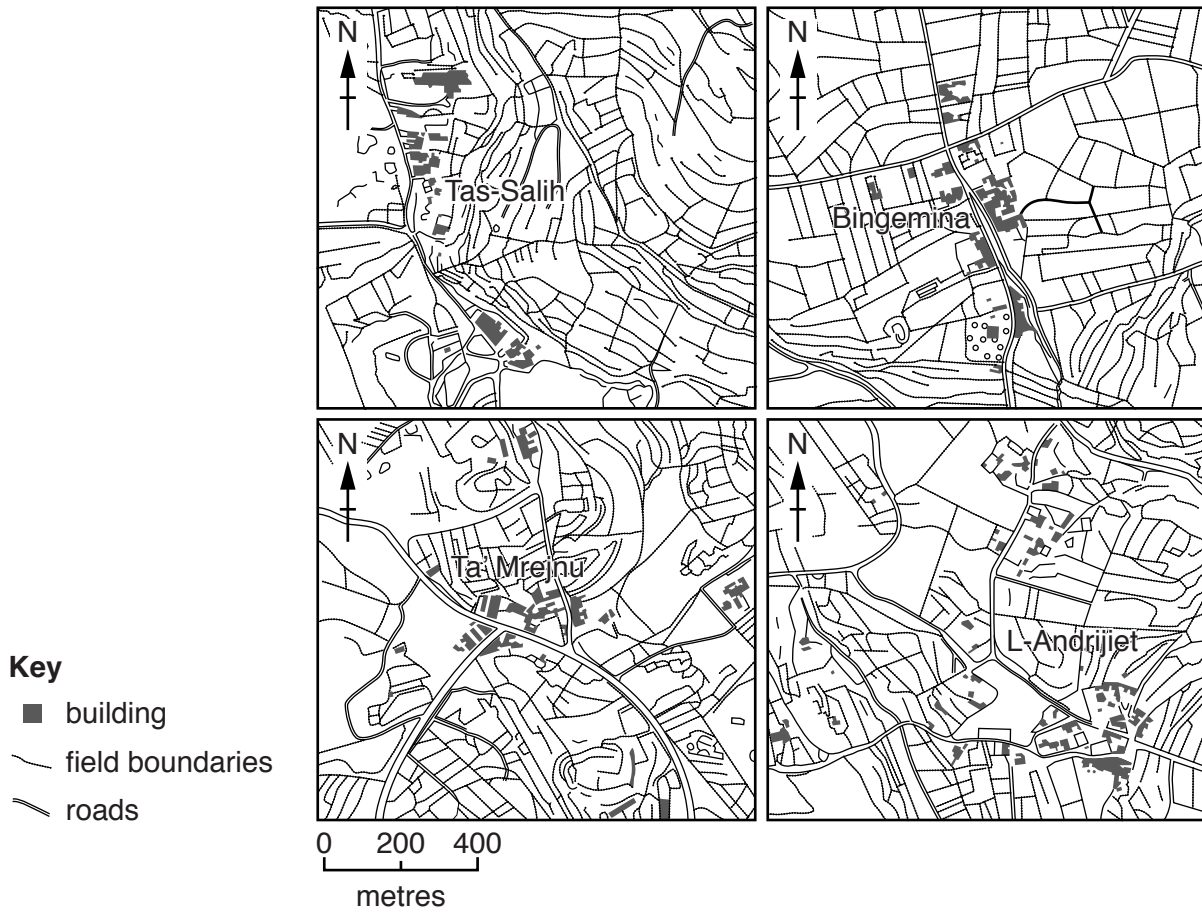 N
Tas-Salih
N
Bingemina
N
Ta' Mrejnu
N
L-Andrijiet
Key
building
field boundaries
roads
0 200 400
metres